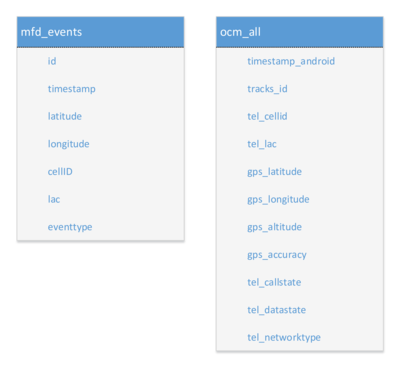 mfd_events
id
timestamp
latitude
longitude
cellID
lac
eventtype
ocm_all
timestamp_android
tracks_id
tel_cellid
tel_lac
gps_latitude
gps_longitude
gps_altitude
gps_accuracy
tel_callstate
tel_datastate
tel_networktype